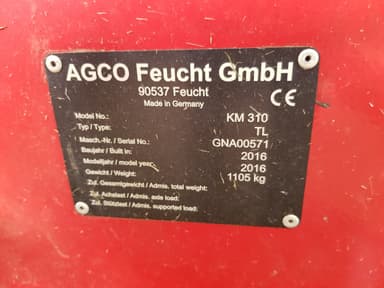 AGCO Feucht GmbH
90537 Feucht
Made in Germany
CE
Model No.: KM 310
Typ / Type: TL
Masch.-Nr. / Serial No.: GNA00571
Baujahr / Built in: 2016
Modelljahr / model year: 2016
Gewicht / Weight: 1105 kg
Zul. Gesamtgewicht / Admis. total weight:
Zul. Achslast / Admis. axle load:
Zul. Stützlast / Admis. supported load: